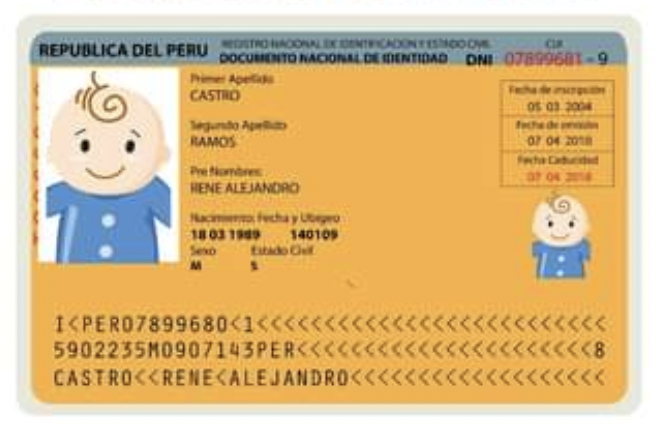 REPUBLICA DEL PERU
REGISTRO NACIONAL DE IDENTIFICACION Y ESTADO CIVIL
DOCUMENTO NACIONAL DE IDENTIDAD DNI
CUI
07899681 - 9
Primer Apellido
CASTRO
Segundo Apellido
RAMOS
Pre Nombres:
RENE ALEJANDRO
Nacimiento: Fecha y Ubigeo
18 03 1989 140109
Sexo Estado Civil
M S
Fecha de inscripción
05 03 2004
Fecha de emisión
07 04 2010
Fecha Caducidad
07 04 2018
I<PER07899680<1<<<<<<<<<<<<<<<<<<<<<<<<<<
5902235M0907143PER<<<<<<<<<<<<<<<<<<<<<<8
CASTRO<<RENE<ALEJANDRO<<<<<<<<<<<<<<<<<<<